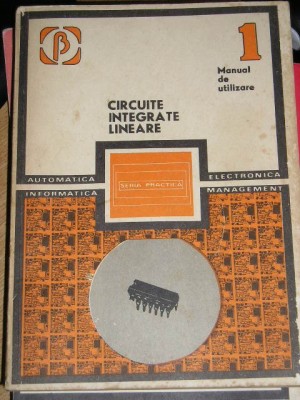 β
1
Manual
de
utilizare
CIRCUITE
INTEGRATE
LINEARE
AUTOMATICA
ELECTRONICA
INFORMATICA
MANAGEMENT
SERIA PRACTICĂ